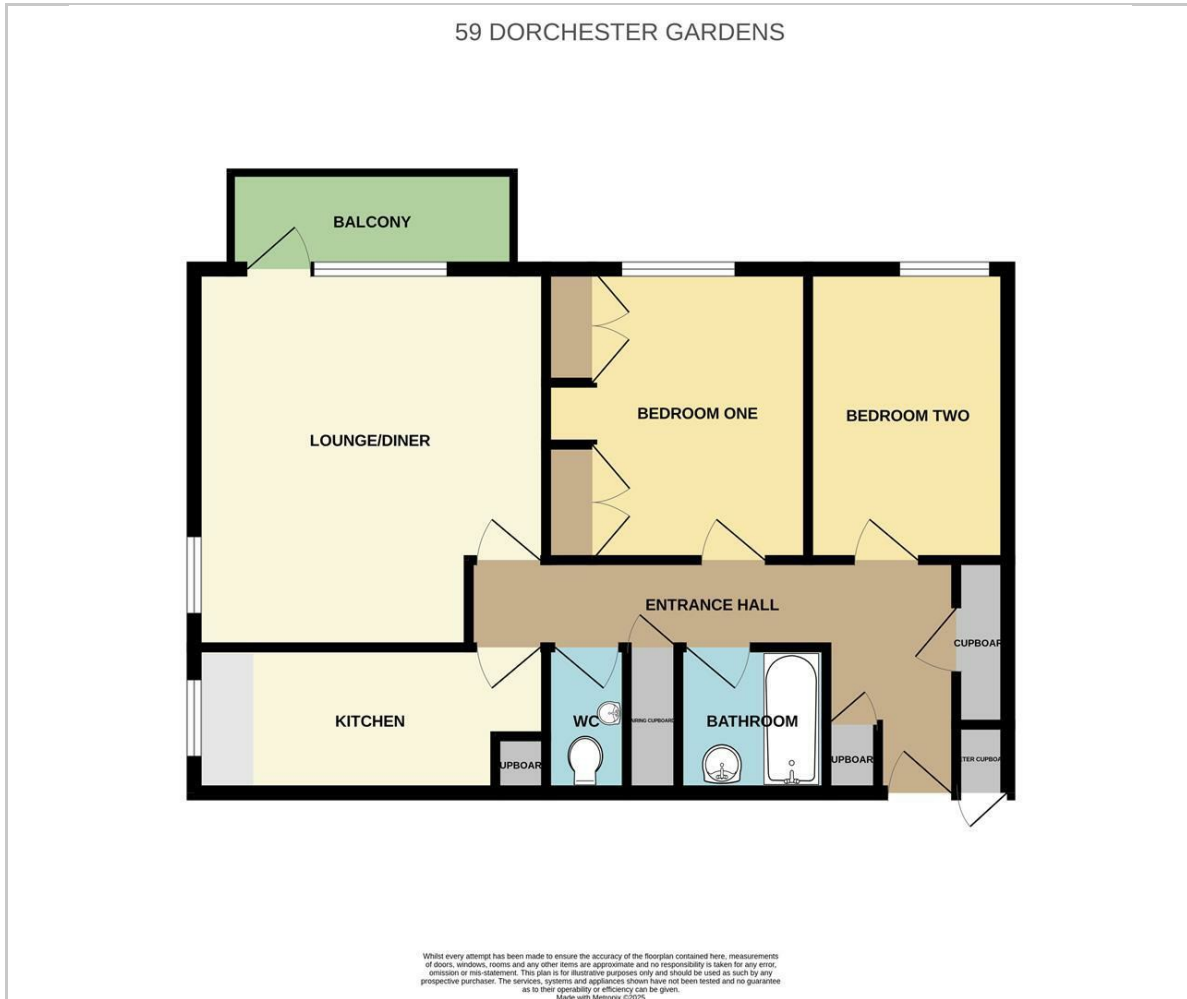 59 DORCHESTER GARDENS
BALCONY
LOUNGE/DINER
BEDROOM ONE
BEDROOM TWO
ENTRANCE HALL
CUPBOAR
KITCHEN
UPBOAR
WC
IRING CUPBOARD
BATHROOM
UPBOAR
ETER CUPBOA
Whilst every attempt has been made to ensure the accuracy of the floorplan contained here, measurements
of doors, windows, rooms and any other items are approximate and no responsibility is taken for any error,
omission or mis-statement. This plan is for illustrative purposes only and should be used as such by any
prospective purchaser. The services, systems and appliances shown have not been tested and no guarantee
as to their operability or efficiency can be given.
Made with Metropix ©2025